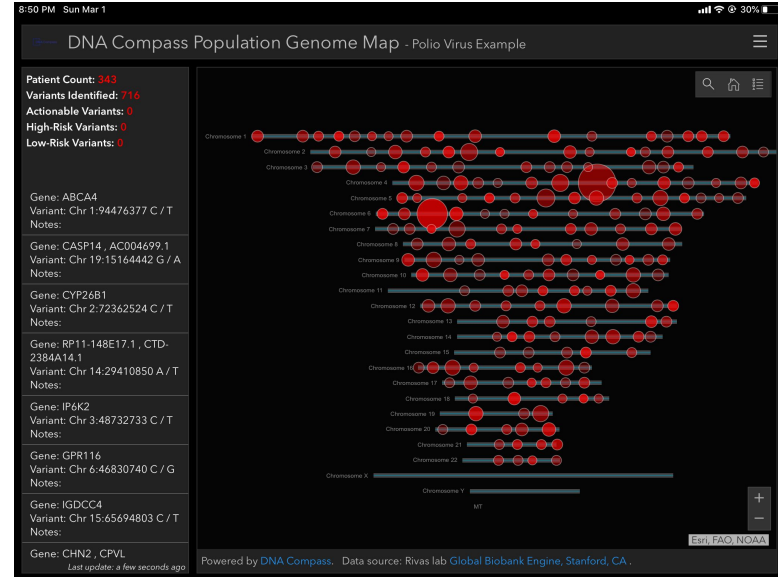 8:50 PM Sun Mar 1
30%
DNA Compass Population Genome Map - Polio Virus Example
Patient Count: 343
Variants Identified: 716
Actionable Variants: 0
High-Risk Variants: 0
Low-Risk Variants: 0
Gene: ABCA4
Variant: Chr 1:94476377 C / T
Notes:
Gene: CASP14 , AC004699.1
Variant: Chr 19:15164442 G / A
Notes:
Gene: CYP26B1
Variant: Chr 2:72362524 C / T
Notes:
Gene: RP11-148E17.1 , CTD-
2384A14.1
Variant: Chr 14:29410850 A / T
Notes:
Gene: IP6K2
Variant: Chr 3:48732733 C / T
Notes:
Gene: GPR116
Variant: Chr 6:46830740 C / G
Notes:
Gene: IGDCC4
Variant: Chr 15:65694803 C / T
Notes:
Gene: CHN2 , CPVL
Last update: a few seconds ago
Chromosome 1
Chromosome 2
Chromosome 3
Chromosome 4
Chromosome 5
Chromosome 6
Chromosome 7
Chromosome 8
Chromosome 9
Chromosome 10
Chromosome 11
Chromosome 12
Chromosome 13
Chromosome 14
Chromosome 15
Chromosome 16
Chromosome 17
Chromosome 18
Chromosome 19
Chromosome 20
Chromosome 21
Chromosome 22
Chromosome X
Chromosome Y
MT
+
−
Esri, FAO, NOAA
Powered by DNA Compass. Data source: Rivas lab Global Biobank Engine, Stanford, CA .